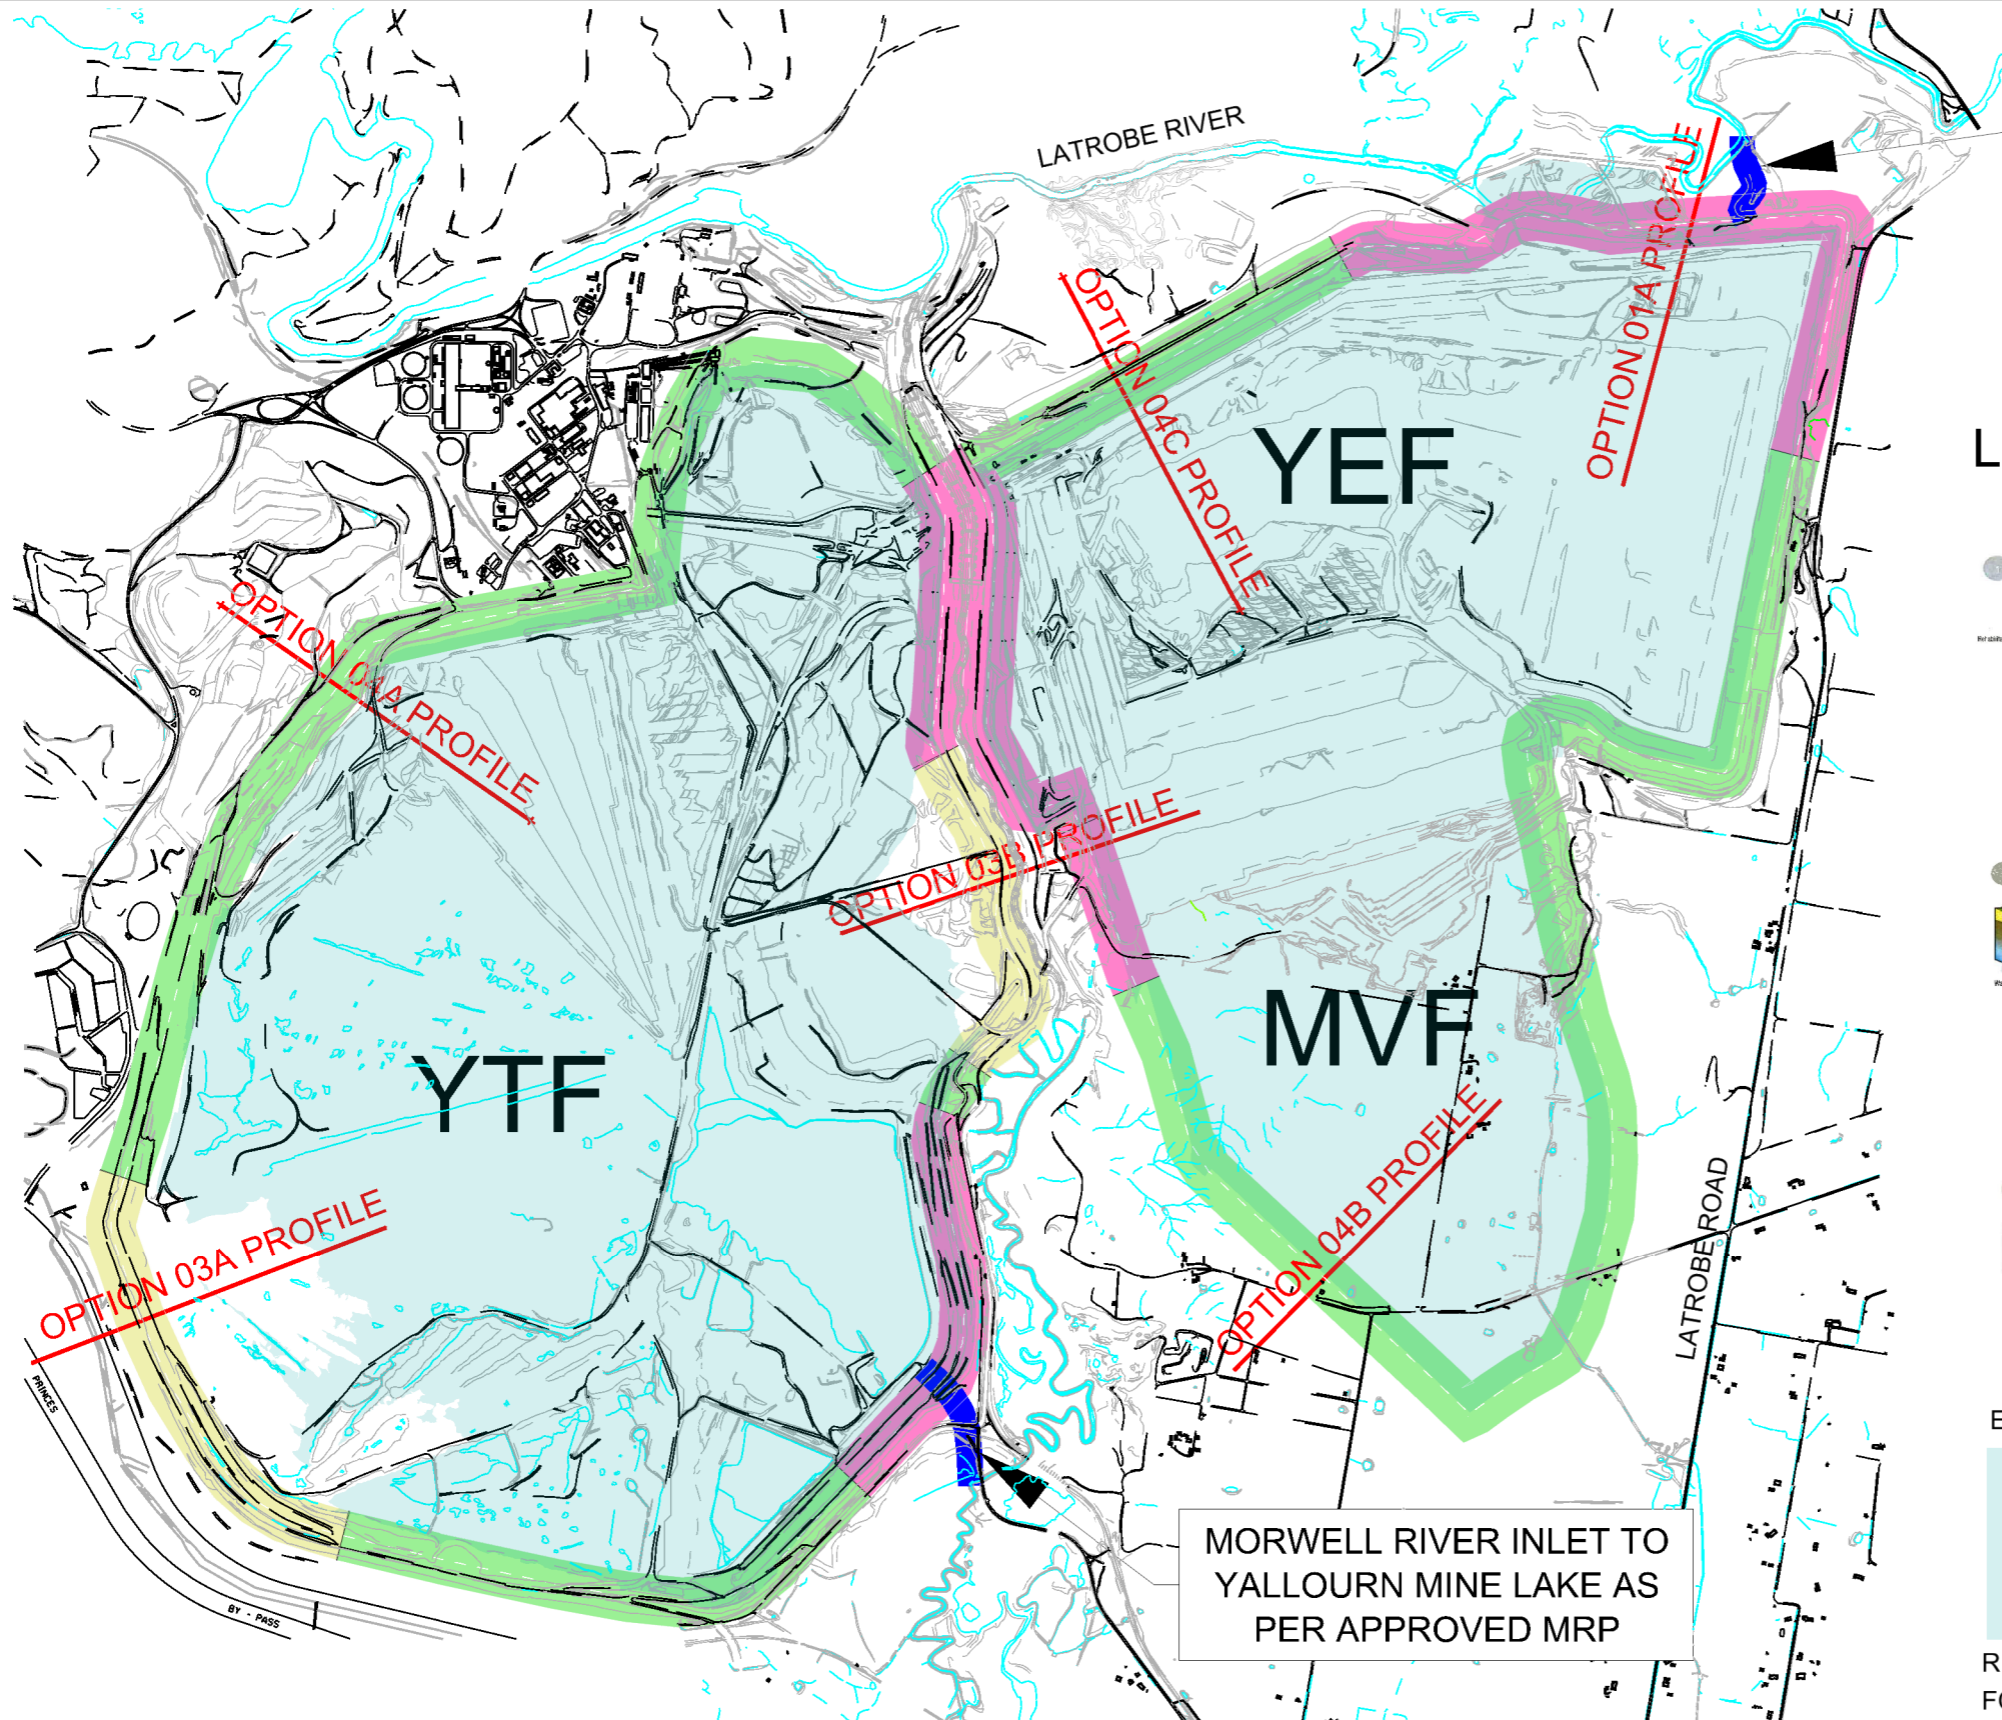 LATROBE RIVER
OPTION 01A PROFILE
OPTION 04C PROFILE
YEF
L
OPTION 04A PROFILE
OPTION 03B PROFILE
MVF
YTF
OPTION 04B PROFILE
OPTION 03A PROFILE
LATROBE ROAD
PRINCES
BY - PASS
E
MORWELL RIVER INLET TO
YALLOURN MINE LAKE AS
PER APPROVED MRP
R
FO